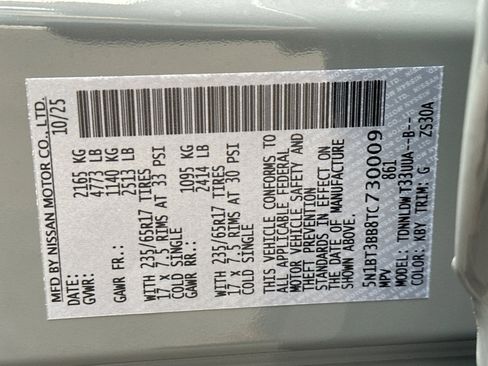 MFD BY NISSAN MOTOR CO., LTD.
DATE: 10/25
GVWR: 2165 KG
4773 LB
GAWR FR.: 1140 KG
2513 LB
WITH 235/65R17 TIRES
17 X 7.5 RIMS AT 33 PSI
COLD SINGLE
GAWR RR.: 1095 KG
2414 LB
WITH 235/65R17 TIRES
17 X 7.5 RIMS AT 30 PSI
COLD SINGLE
THIS VEHICLE CONFORMS TO
ALL APPLICABLE FEDERAL
MOTOR VEHICLE SAFETY AND
THEFT PREVENTION
STANDARDS IN EFFECT ON
THE DATE OF MANUFACTURE
SHOWN ABOVE.
5N1BT3BB8TC730009
MPV 861
MODEL: TDNNLDW T33UUA--B--
COLOR: KBY TRIM: G ZS30A